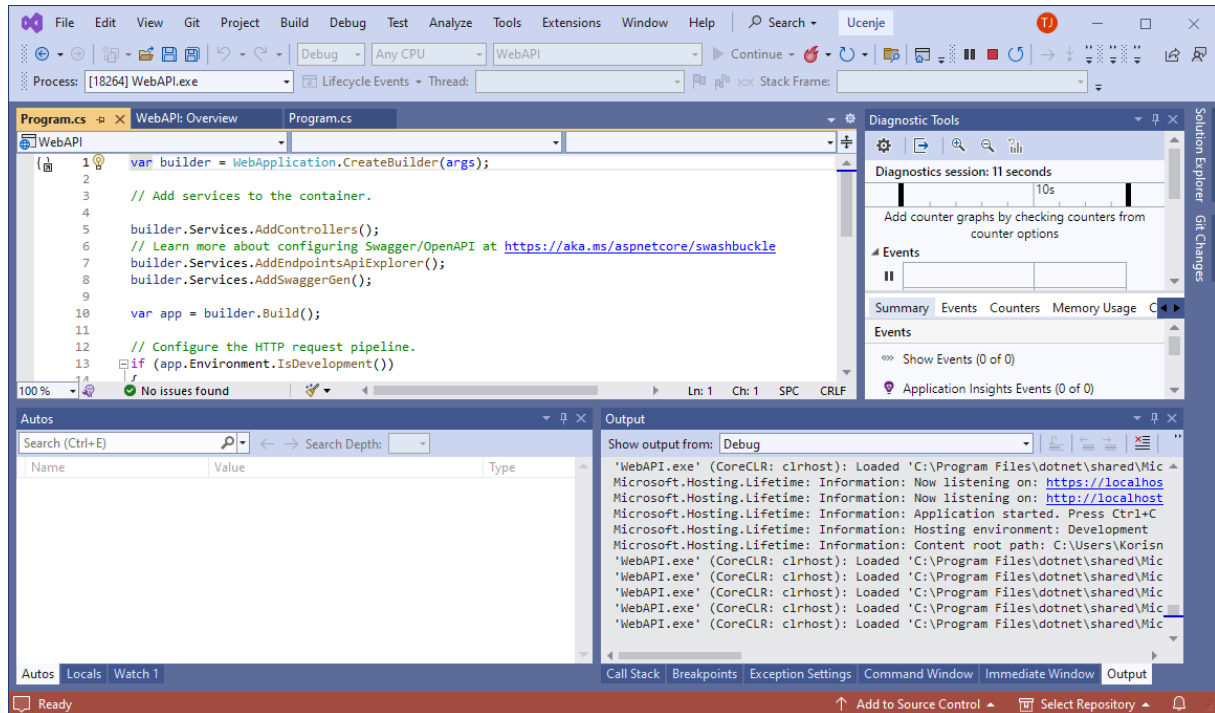 File Edit View Git Project Build Debug Test Analyze Tools Extensions Window Help Search Ucenje TJ
Debug Any CPU WebAPI Continue
Process: [18264] WebAPI.exe Lifecycle Events Thread: Stack Frame:
Program.cs WebAPI: Overview Program.cs
WebAPI
1 var builder = WebApplication.CreateBuilder(args);
2
3 // Add services to the container.
4
5 builder.Services.AddControllers();
6 // Learn more about configuring Swagger/OpenAPI at https://aka.ms/aspnetcore/swashbuckle
7 builder.Services.AddEndpointsApiExplorer();
8 builder.Services.AddSwaggerGen();
9
10 var app = builder.Build();
11
12 // Configure the HTTP request pipeline.
13 if (app.Environment.IsDevelopment())
14 {
100 % No issues found Ln: 1 Ch: 1 SPC CRLF
Diagnostic Tools
Diagnostics session: 11 seconds
10s
Add counter graphs by checking counters from
counter options
Events
Summary Events Counters Memory Usage C
Events
Show Events (0 of 0)
Application Insights Events (0 of 0)
Solution Explorer
Git Changes
Autos
Search (Ctrl+E) Search Depth:
Name Value Type
Autos Locals Watch 1
Output
Show output from: Debug
'WebAPI.exe' (CoreCLR: clrhost): Loaded 'C:\Program Files\dotnet\shared\Mic
Microsoft.Hosting.Lifetime: Information: Now listening on: https://localhos
Microsoft.Hosting.Lifetime: Information: Now listening on: http://localhost
Microsoft.Hosting.Lifetime: Information: Application started. Press Ctrl+C
Microsoft.Hosting.Lifetime: Information: Hosting environment: Development
Microsoft.Hosting.Lifetime: Information: Content root path: C:\Users\Korisn
'WebAPI.exe' (CoreCLR: clrhost): Loaded 'C:\Program Files\dotnet\shared\Mic
'WebAPI.exe' (CoreCLR: clrhost): Loaded 'C:\Program Files\dotnet\shared\Mic
'WebAPI.exe' (CoreCLR: clrhost): Loaded 'C:\Program Files\dotnet\shared\Mic
'WebAPI.exe' (CoreCLR: clrhost): Loaded 'C:\Program Files\dotnet\shared\Mic
'WebAPI.exe' (CoreCLR: clrhost): Loaded 'C:\Program Files\dotnet\shared\Mic
Call Stack Breakpoints Exception Settings Command Window Immediate Window Output
Ready Add to Source Control Select Repository